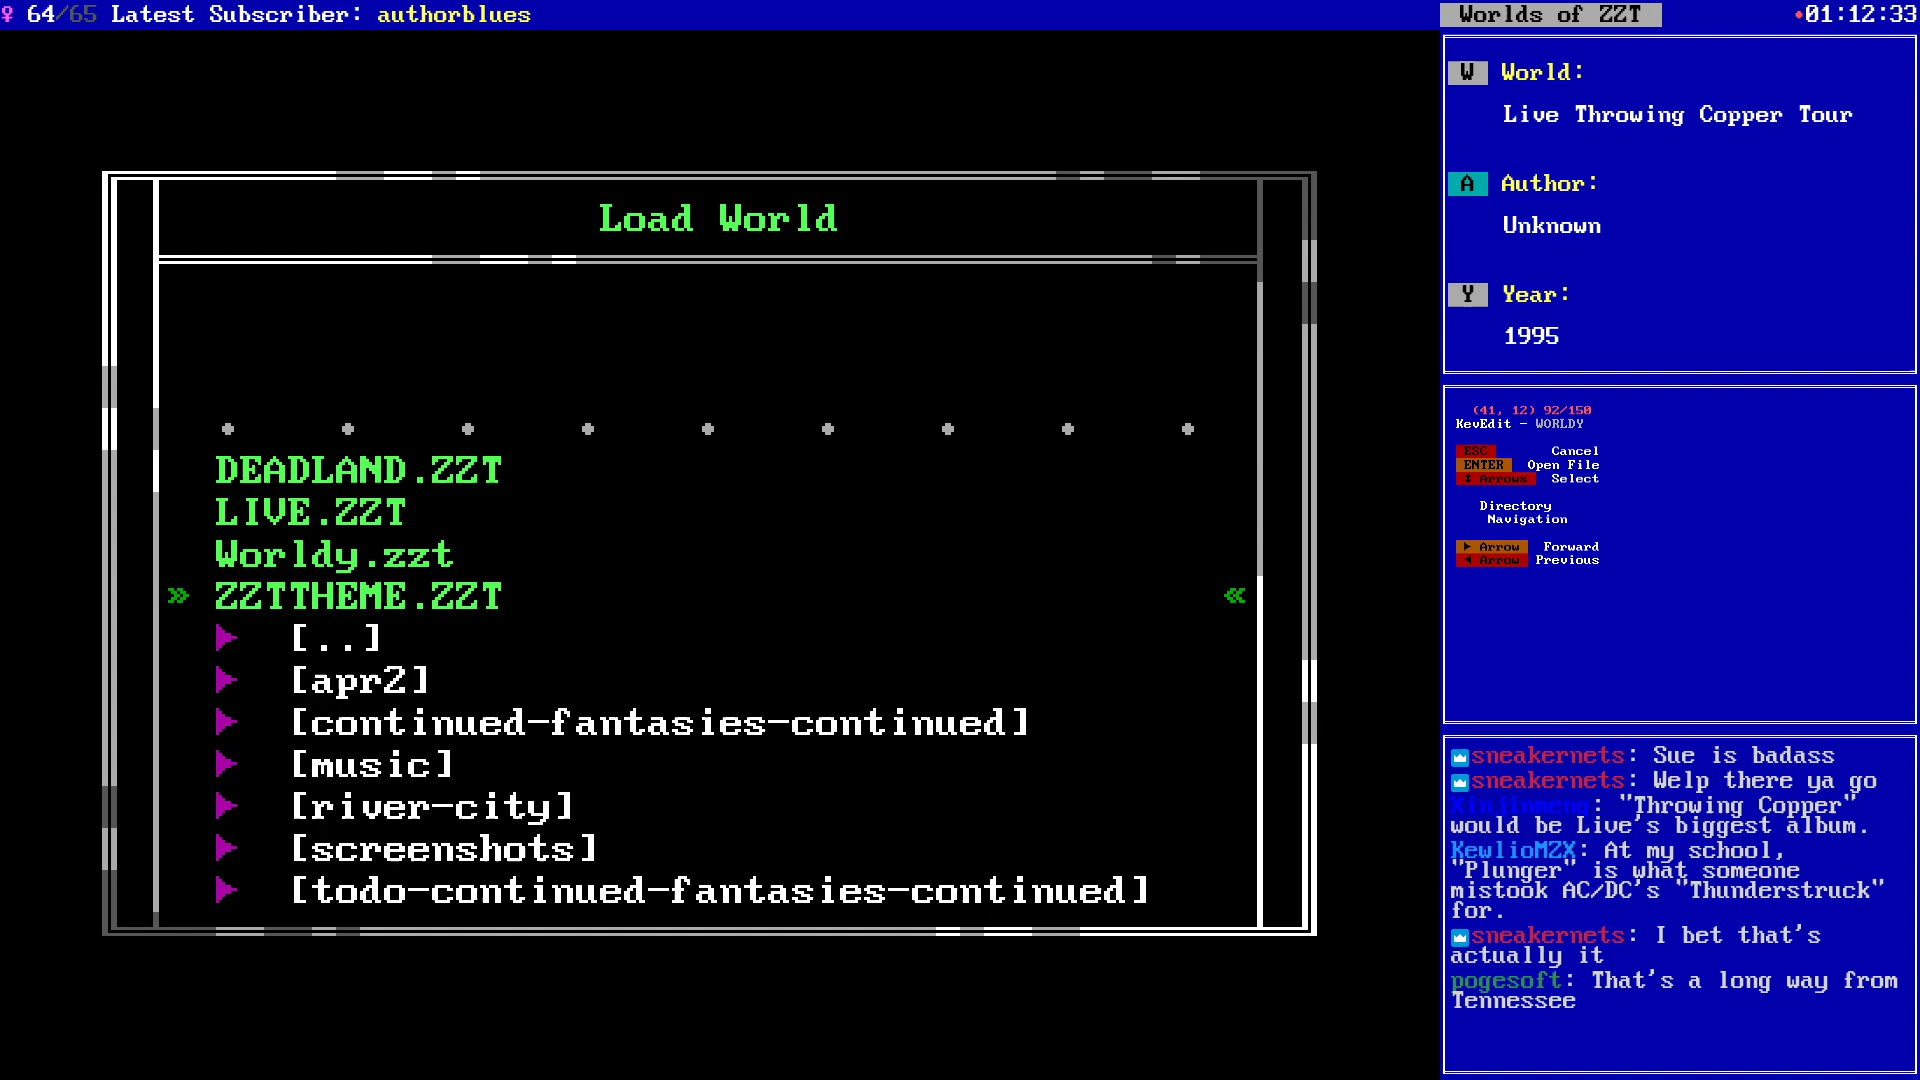 ♀ 64/65 Latest Subscriber: authorblues
Worlds of ZZT
•01:12:33
W World:
Live Throwing Copper Tour
A Author:
Unknown
Y Year:
1995
Load World
DEADLAND.ZZT
LIVE.ZZT
Worldy.zzt
» ZZTTHEME.ZZT «
[..]
[apr2]
[continued-fantasies-continued]
[music]
[river-city]
[screenshots]
[todo-continued-fantasies-continued]
(41, 12) 92/150
KevEdit - WORLDY
ESC Cancel
ENTER Open File
↕ Arrows Select
Directory
Navigation
► Arrow Forward
◄ Arrow Previous
sneakernets: Sue is badass
sneakernets: Welp there ya go
Xinjinmeng: "Throwing Copper"
would be Live's biggest album.
KewlioMZX: At my school,
"Plunger" is what someone
mistook AC/DC's "Thunderstruck"
for.
sneakernets: I bet that's
actually it
pogesoft: That's a long way from
Tennessee